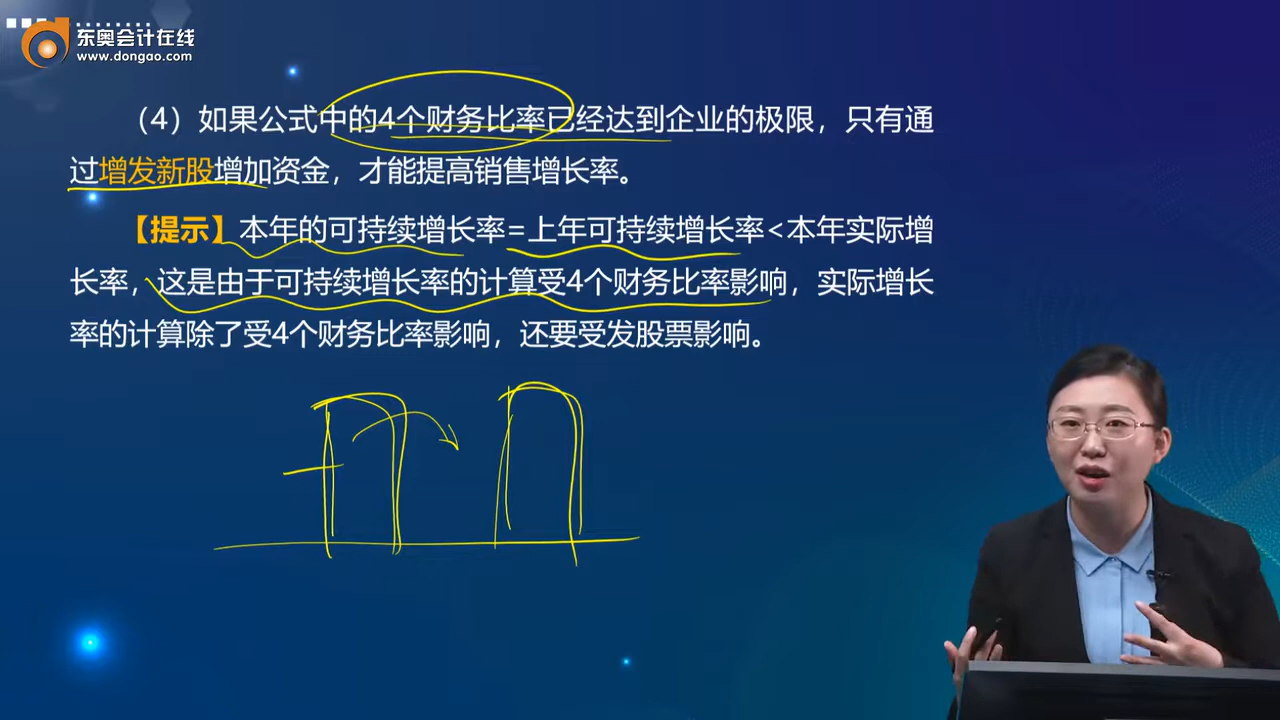 东奥会计在线
www.dongao.com
（4）如果公式中的4个财务比率已经达到企业的极限，只有通
过增发新股增加资金，才能提高销售增长率。
【提示】本年的可持续增长率=上年可持续增长率<本年实际增
长率，这是由于可持续增长率的计算受4个财务比率影响，实际增长
率的计算除了受4个财务比率影响，还要受发股票影响。